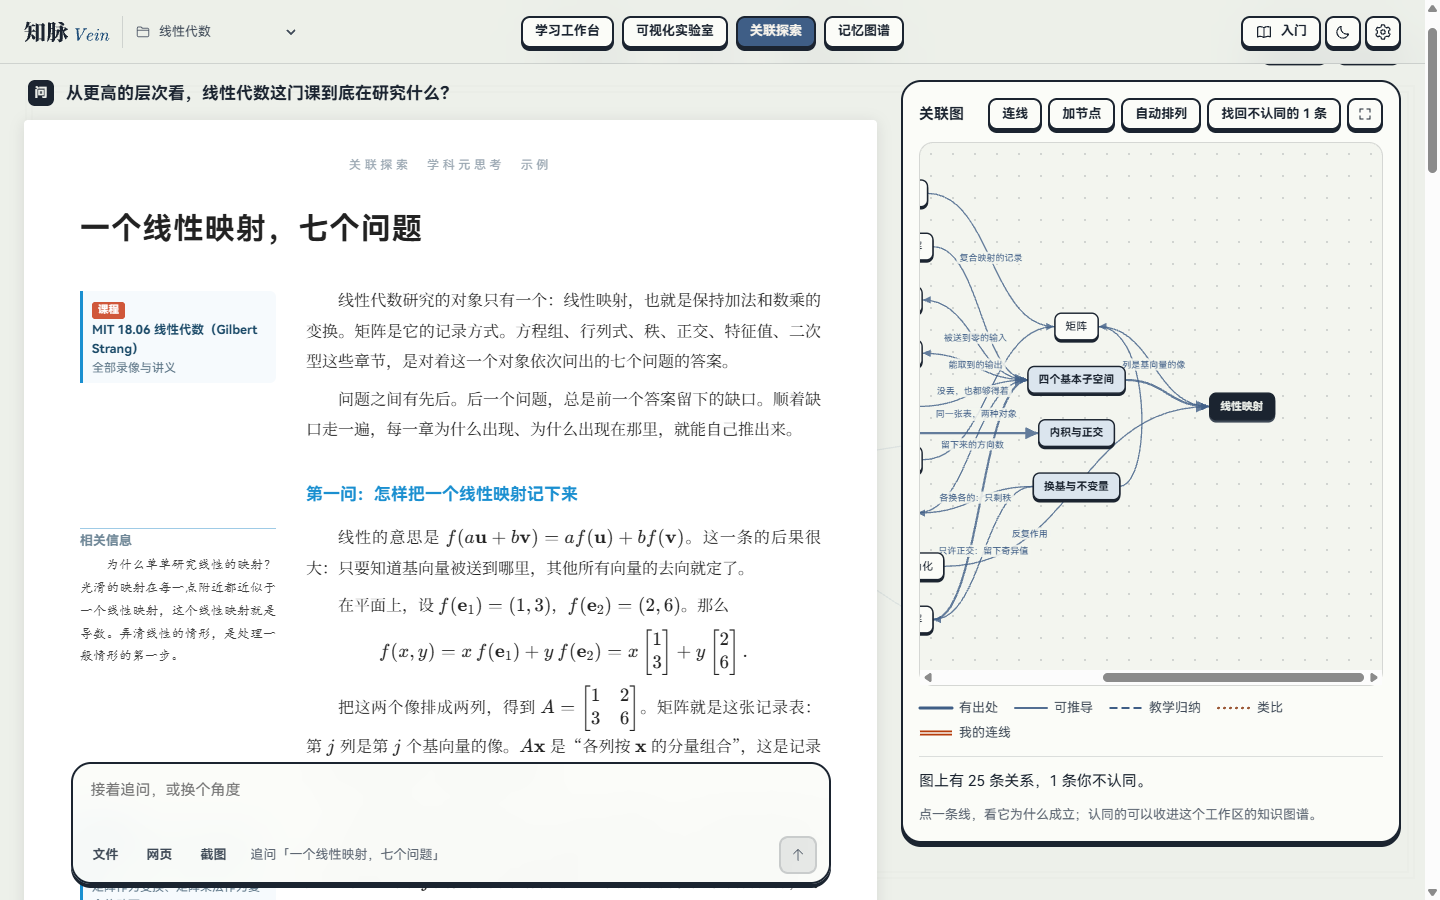 知脉 Vein
线性代数
学习工作台
可视化实验室
关联探索
记忆图谱
入门
问 从更高的层次看，线性代数这门课到底在研究什么？
关联探索 学科元思考 示例
一个线性映射，七个问题
课程
MIT 18.06 线性代数（Gilbert
Strang）
全部录像与讲义
线性代数研究的对象只有一个：线性映射，也就是保持加法和数乘的
变换。矩阵是它的记录方式。方程组、行列式、秩、正交、特征值、二次
型这些章节，是对着这一个对象依次问出的七个问题的答案。
问题之间有先后。后一个问题，总是前一个答案留下的缺口。顺着缺
口走一遍，每一章为什么出现、为什么出现在那里，就能自己推出来。
第一问：怎样把一个线性映射记下来
相关信息
为什么单单研究线性的映射？
光滑的映射在每一点附近都近似于
一个线性映射，这个线性映射就是
导数。弄清线性的情形，是处理一
般情形的第一步。
线性的意思是 f(au + bv) = af(u) + bf(v)。这一条的后果很
大：只要知道基向量被送到哪里，其他所有向量的去向就定了。
在平面上，设 f(e₁) = (1, 3)，f(e₂) = (2, 6)。那么
f(x, y) = x f(e₁) + y f(e₂) = x [1 3] + y [2 6] .
把这两个像排成两列，得到 A = [1 2 3 6]。矩阵就是这张记录表：
第 j 列是第 j 个基向量的像。Ax 是“各列按 x 的分量组合”，这是记录
接着追问，或换个角度
文件
网页
截图
追问「一个线性映射，七个问题」
关联图
连线
加节点
自动排列
找回不认同的 1 条
复合映射的记录
矩阵
被送到零的输入
能取到的输出
列是基向量的像
四个基本子空间
没丢，也都够得着
线性映射
同一张表，两种对象
内积与正交
留下来的方向数
换基与不变量
各换各的：只剩秩
反复作用
只许正交：留下奇异值
化
有出处
可推导
教学归纳
类比
我的连线
图上有 25 条关系，1 条你不认同。
点一条线，看它为什么成立；认同的可以收进这个工作区的知识图谱。